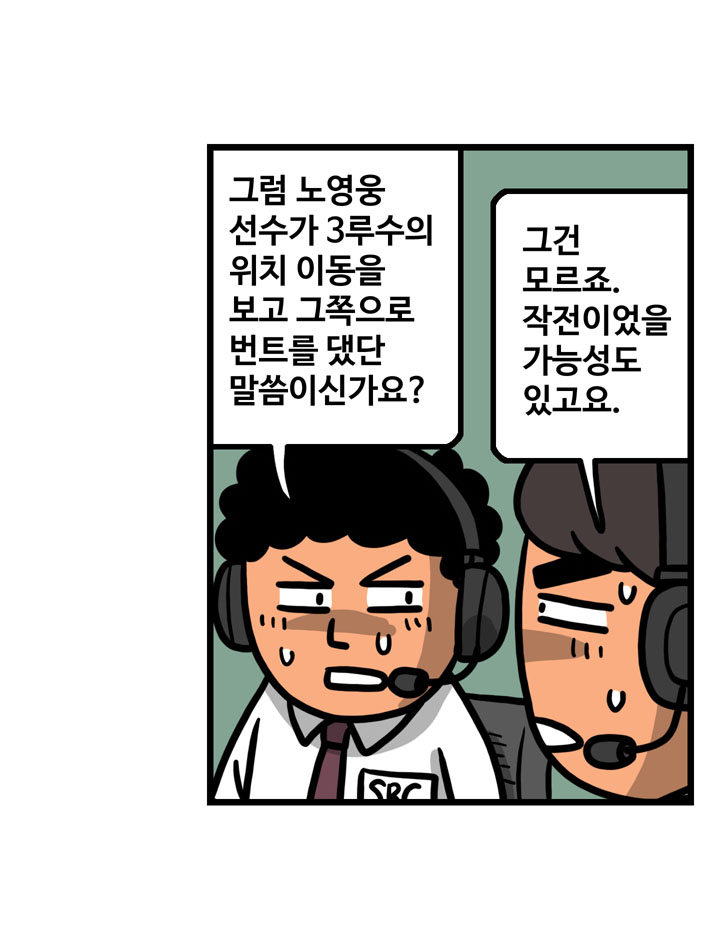 그럼 노영웅
선수가 3루수의
위치 이동을
보고 그쪽으로
번트를 댔단
말씀이신가요?
그건
모르죠.
작전이었을
가능성도
있고요.
SBC